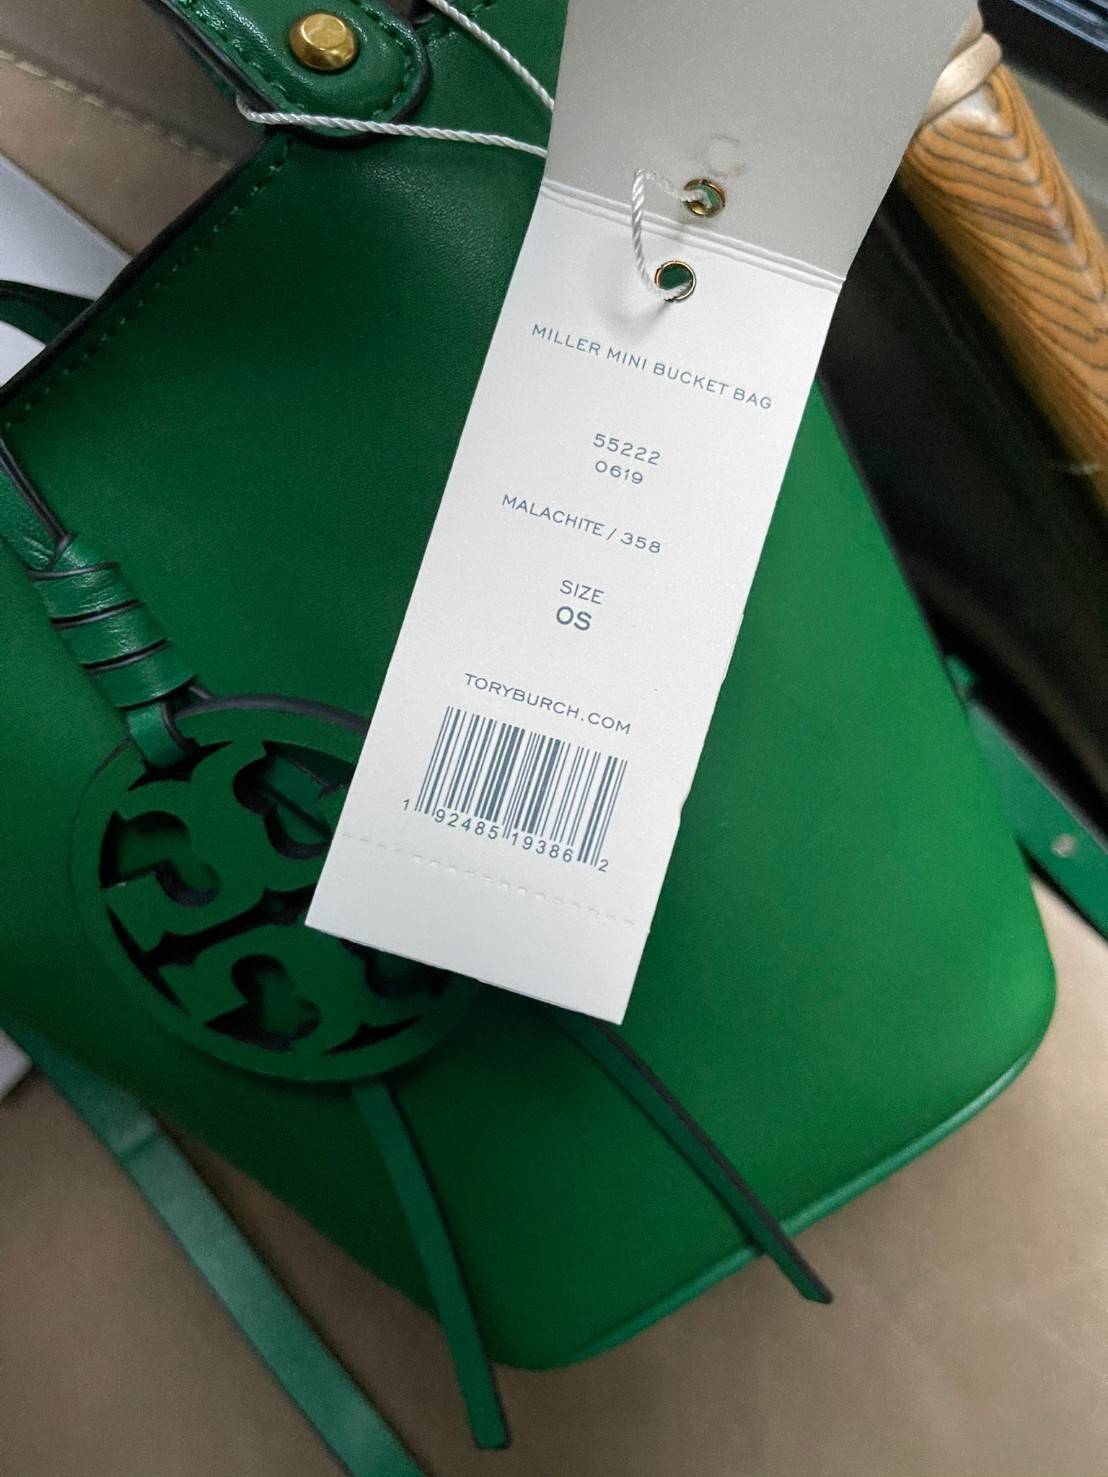 MILLER MINI BUCKET BAG
55222
0619
MALACHITE / 358
SIZE
OS
TORYBURCH.COM
1 92485 19386 2